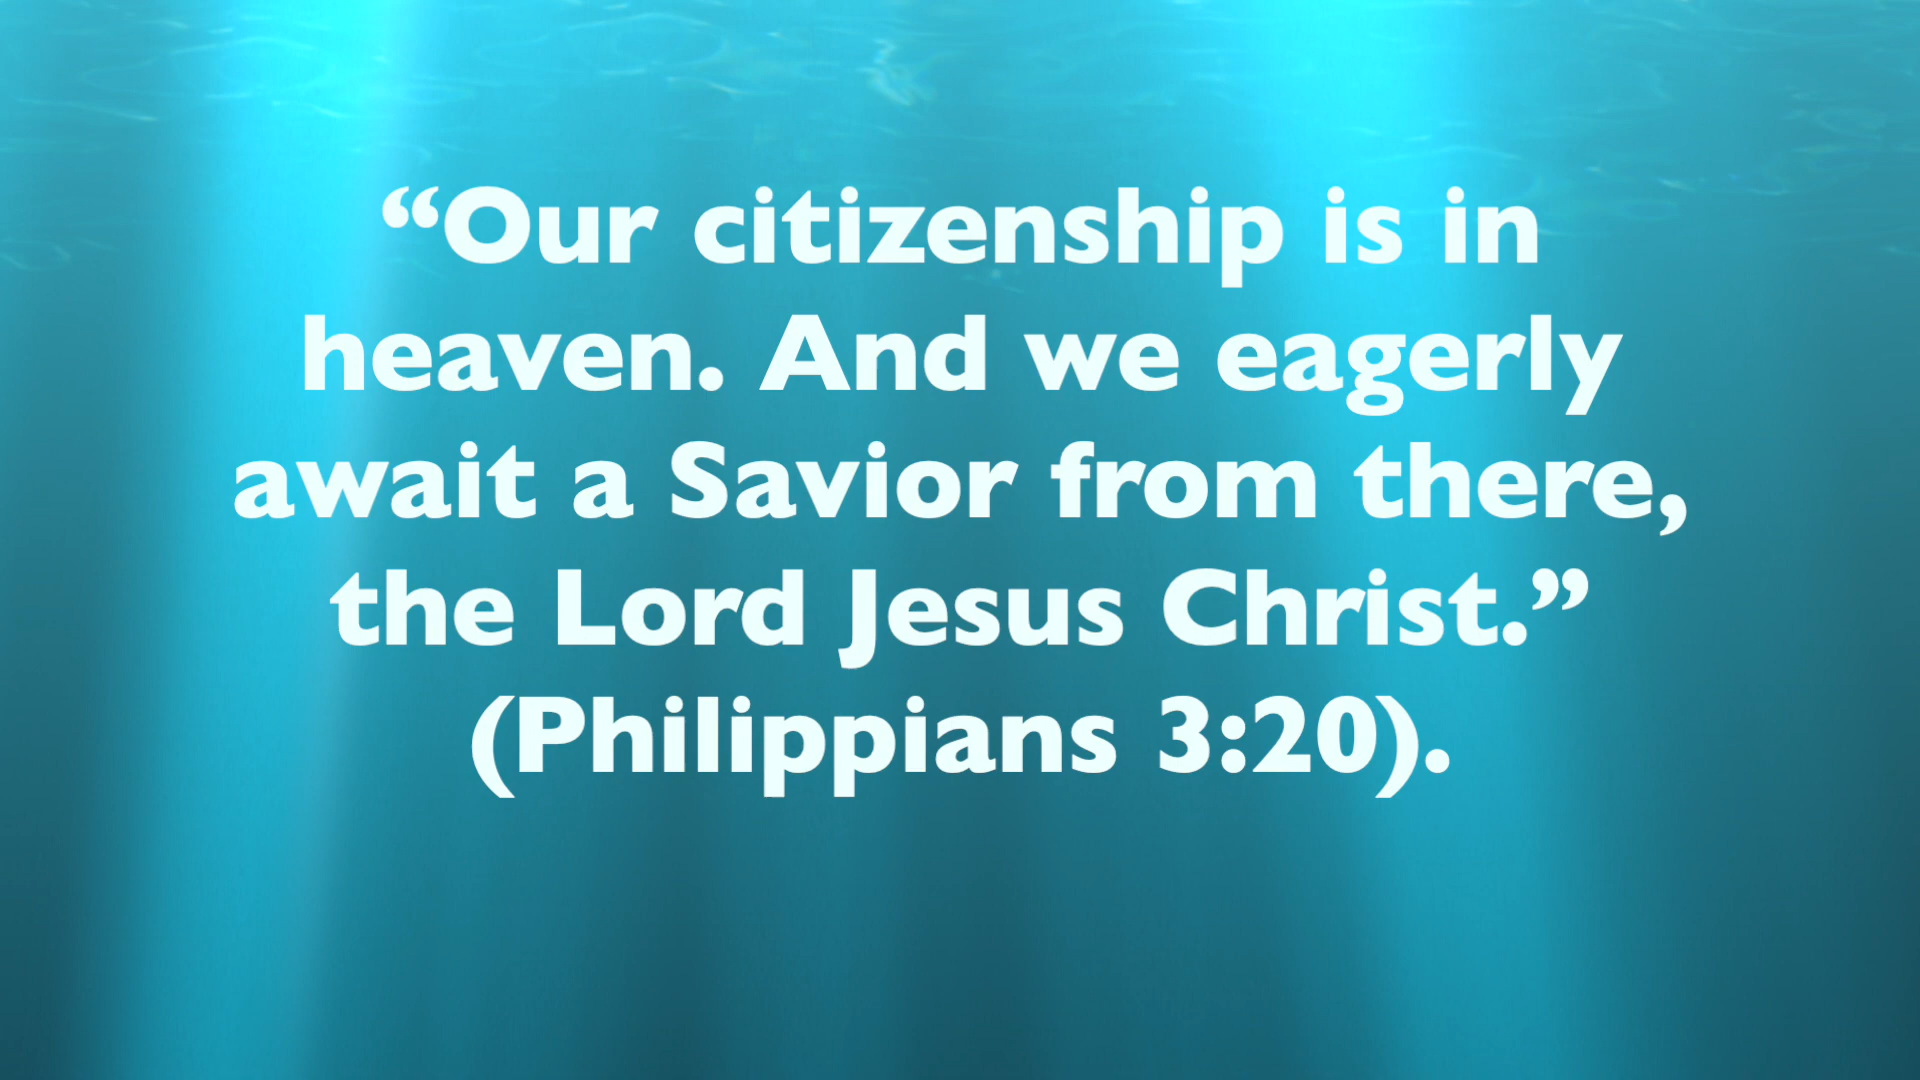 “Our citizenship is in
heaven. And we eagerly
await a Savior from there,
the Lord Jesus Christ.”
(Philippians 3:20).